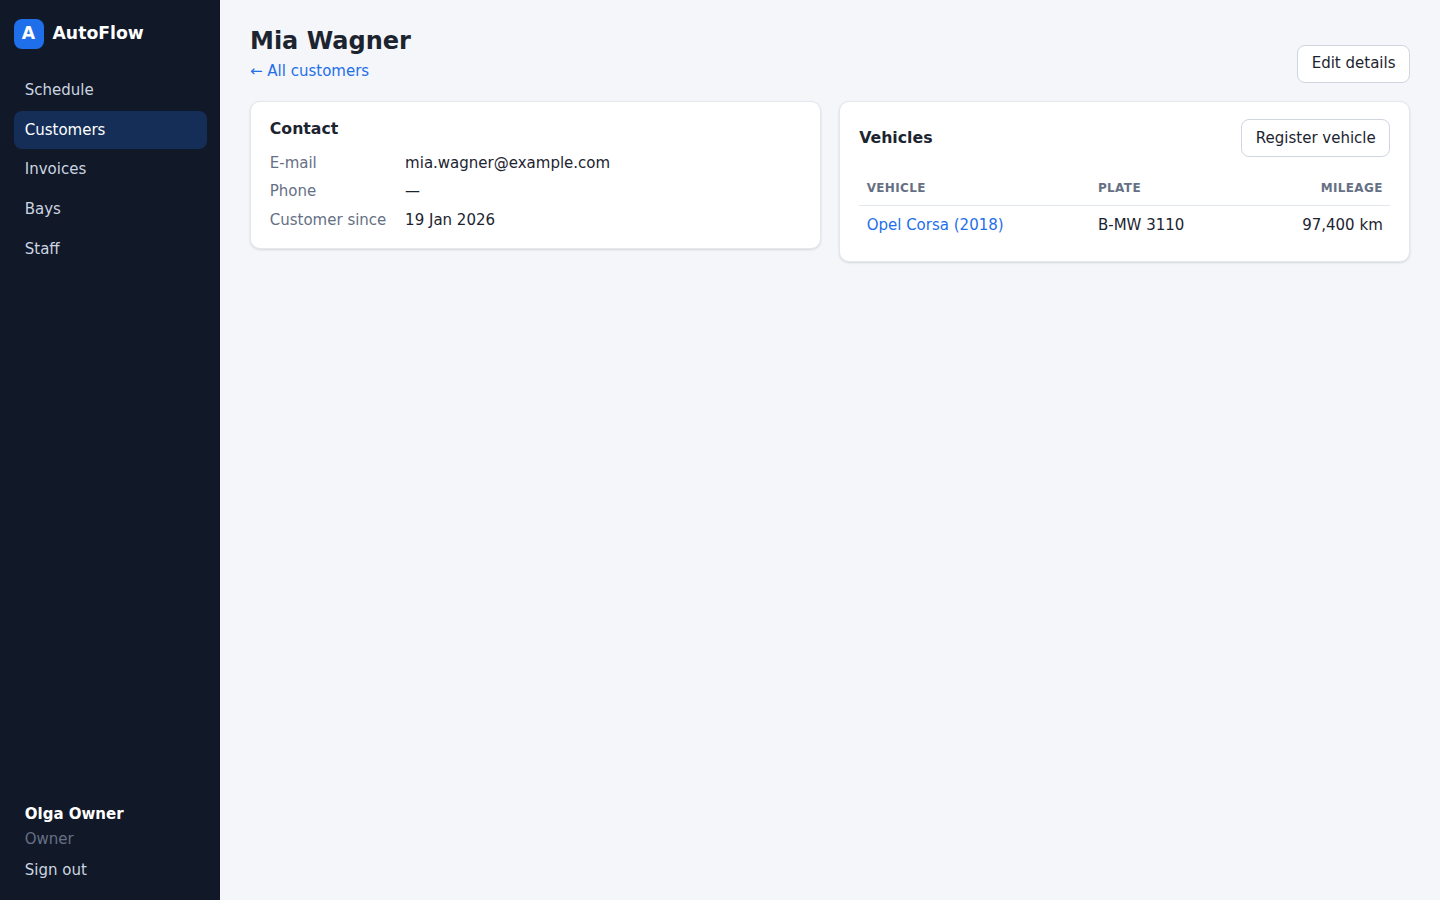 A AutoFlow
Schedule
Customers
Invoices
Bays
Staff
Olga Owner
Owner
Sign out
Mia Wagner
← All customers
Edit details
Contact
E-mail mia.wagner@example.com
Phone —
Customer since 19 Jan 2026
Vehicles
Register vehicle
VEHICLE PLATE MILEAGE
Opel Corsa (2018) B-MW 3110 97,400 km